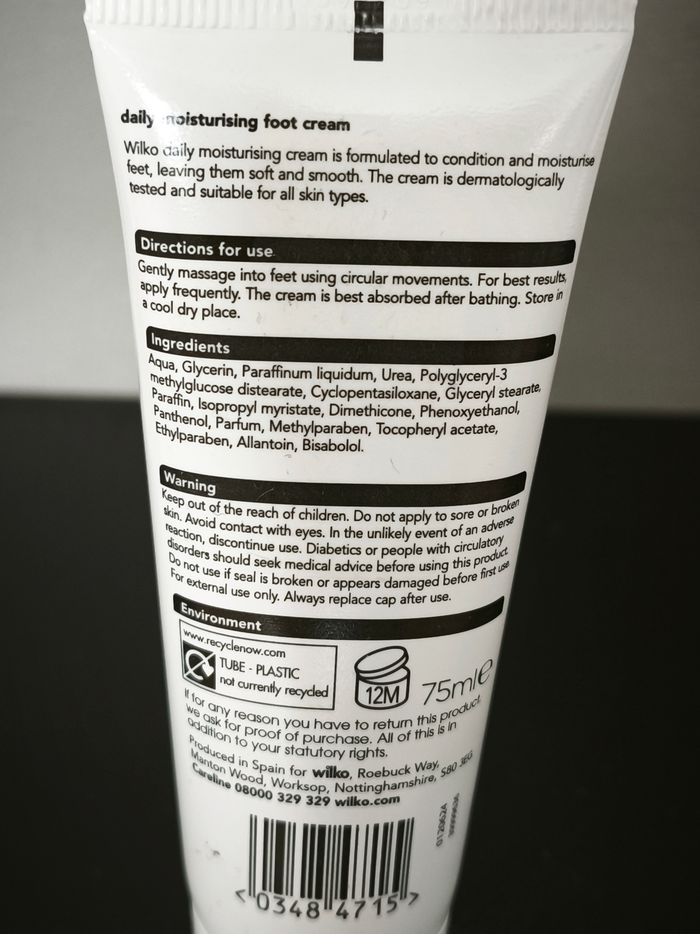 daily moisturising foot cream
Wilko daily moisturising cream is formulated to condition and moisturise
feet, leaving them soft and smooth. The cream is dermatologically
tested and suitable for all skin types.
Directions for use
Gently massage into feet using circular movements. For best results,
apply frequently. The cream is best absorbed after bathing. Store in
a cool dry place.
Ingredients
Aqua, Glycerin, Paraffinum liquidum, Urea, Polyglyceryl-3
methylglucose distearate, Cyclopentasiloxane, Glyceryl stearate,
Paraffin, Isopropyl myristate, Dimethicone, Phenoxyethanol,
Panthenol, Parfum, Methylparaben, Tocopheryl acetate,
Ethylparaben, Allantoin, Bisabolol.
Warning
Keep out of the reach of children. Do not apply to sore or broken
skin. Avoid contact with eyes. In the unlikely event of an adverse
reaction, discontinue use. Diabetics or people with circulatory
disorders should seek medical advice before using this product.
Do not use if seal is broken or appears damaged before first use.
For external use only. Always replace cap after use.
Environment
www.recyclenow.com
TUBE - PLASTIC
not currently recycled
12M
75ml e
If for any reason you have to return this product,
we ask for proof of purchase. All of this is in
addition to your statutory rights.
Produced in Spain for wilko, Roebuck Way,
Manton Wood, Worksop, Nottinghamshire, S80 3EG
Careline 08000 329 329 wilko.com
0120624
<0348 4715>